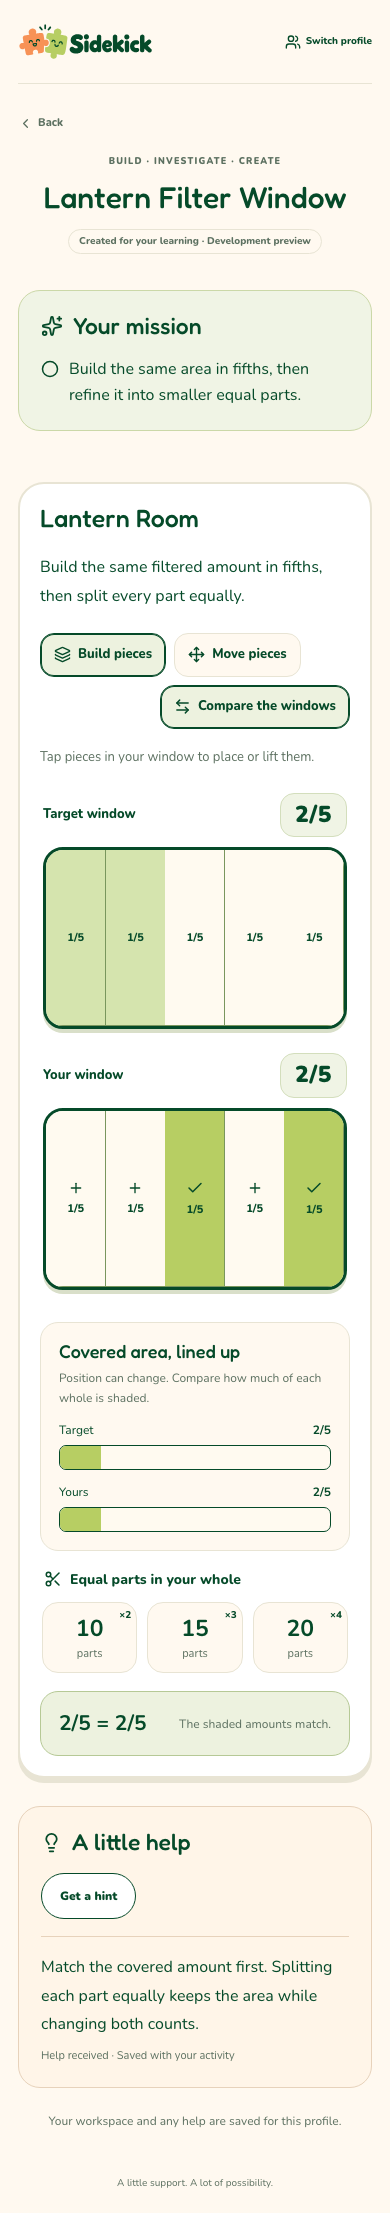 Sidekick
Switch profile
Back
BUILD · INVESTIGATE · CREATE
Lantern Filter Window
Created for your learning · Development preview
Your mission
Build the same area in fifths, then
refine it into smaller equal parts.
Lantern Room
Build the same filtered amount in fifths,
then split every part equally.
Build pieces
Move pieces
Compare the windows
Tap pieces in your window to place or lift them.
Target window
2/5
1/5 1/5 1/5 1/5 1/5
Your window
2/5
1/5 1/5 1/5 1/5 1/5
Covered area, lined up
Position can change. Compare how much of each
whole is shaded.
Target 2/5
Yours 2/5
Equal parts in your whole
×2 ×3 ×4
10 15 20
parts parts parts
2/5 = 2/5 The shaded amounts match.
A little help
Get a hint
Match the covered amount first. Splitting
each part equally keeps the area while
changing both counts.
Help received · Saved with your activity
Your workspace and any help are saved for this profile.
A little support. A lot of possibility.